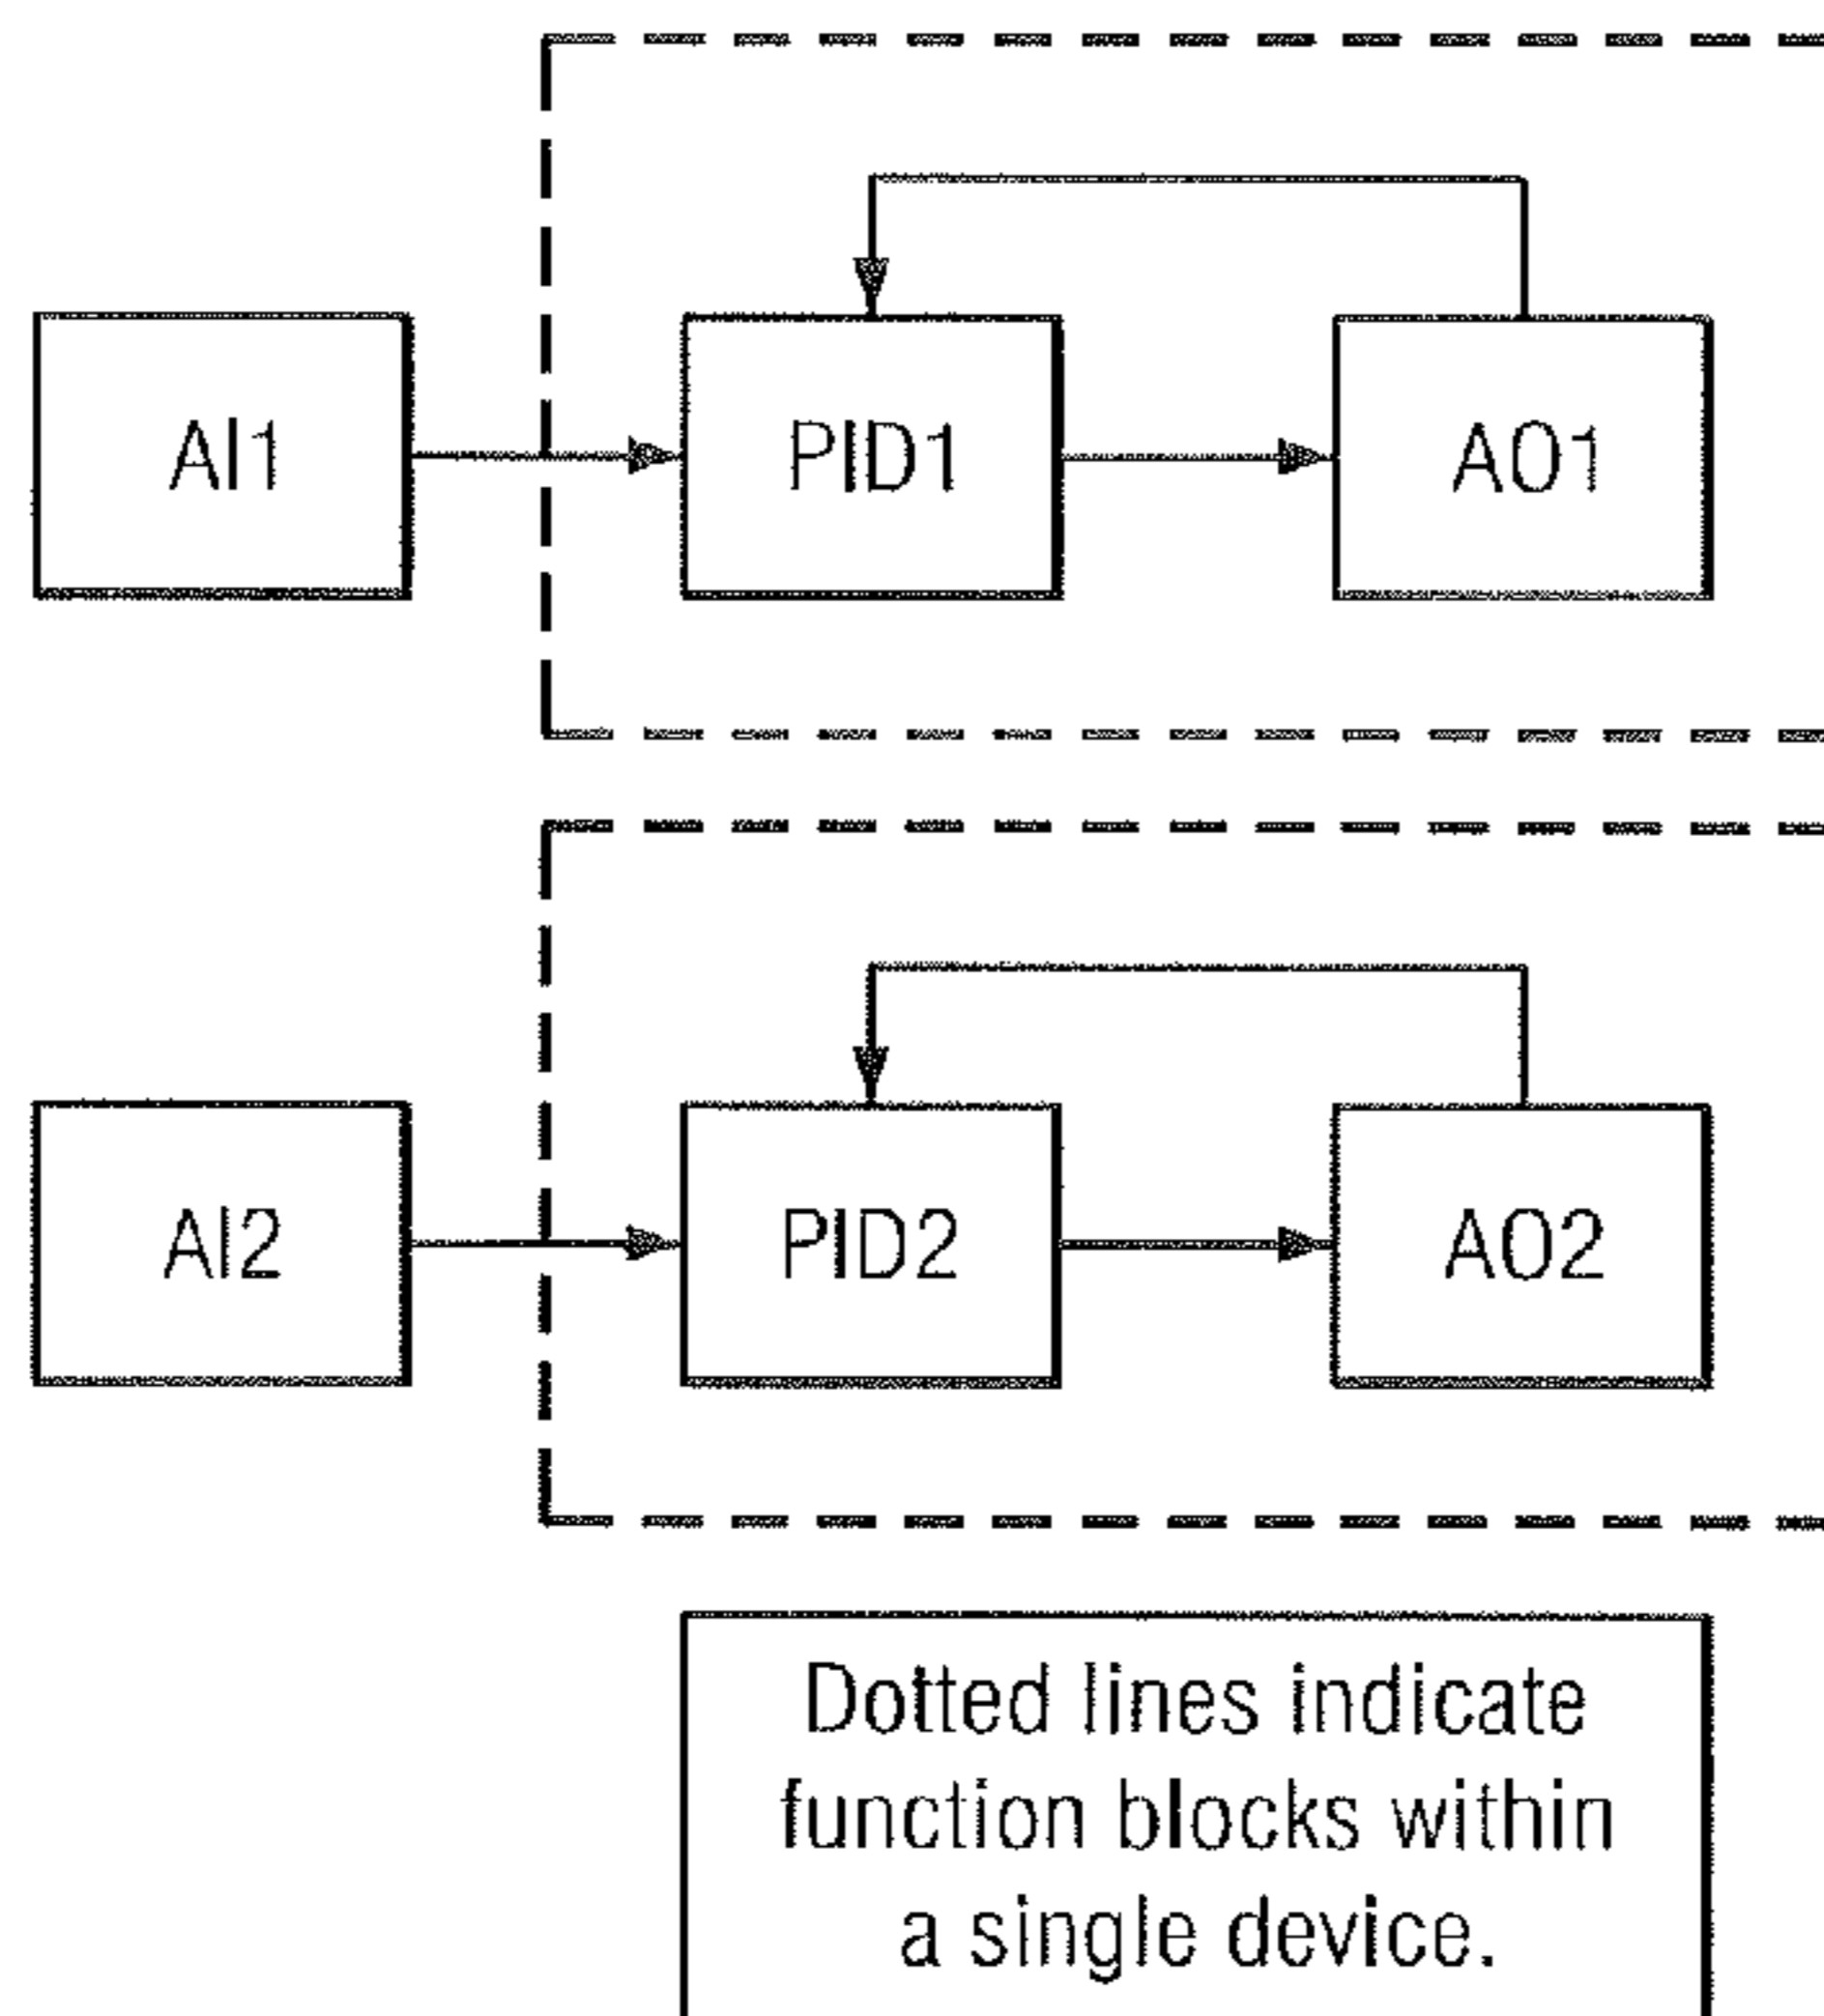 AI1 PID1 AO1
AI2 PID2 AO2
Dotted lines indicate
function blocks within
a single device.